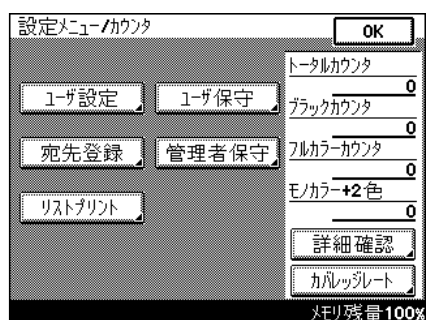 設定ﾒﾆｭｰ/ｶｳﾝﾀ
OK
ﾕｰｻﾞ設定
ﾕｰｻﾞ保守
宛先登録
管理者保守
ﾘｽﾄﾌﾟﾘﾝﾄ
ﾄｰﾀﾙｶｳﾝﾀ
0
ﾌﾞﾗｯｸｶｳﾝﾀ
0
ﾌﾙｶﾗｰｶｳﾝﾀ
0
ﾓﾉｶﾗｰ+2色
0
詳細確認
ｶﾊﾞﾚｯｼﾞﾚｰﾄ
ﾒﾓﾘ残量100%